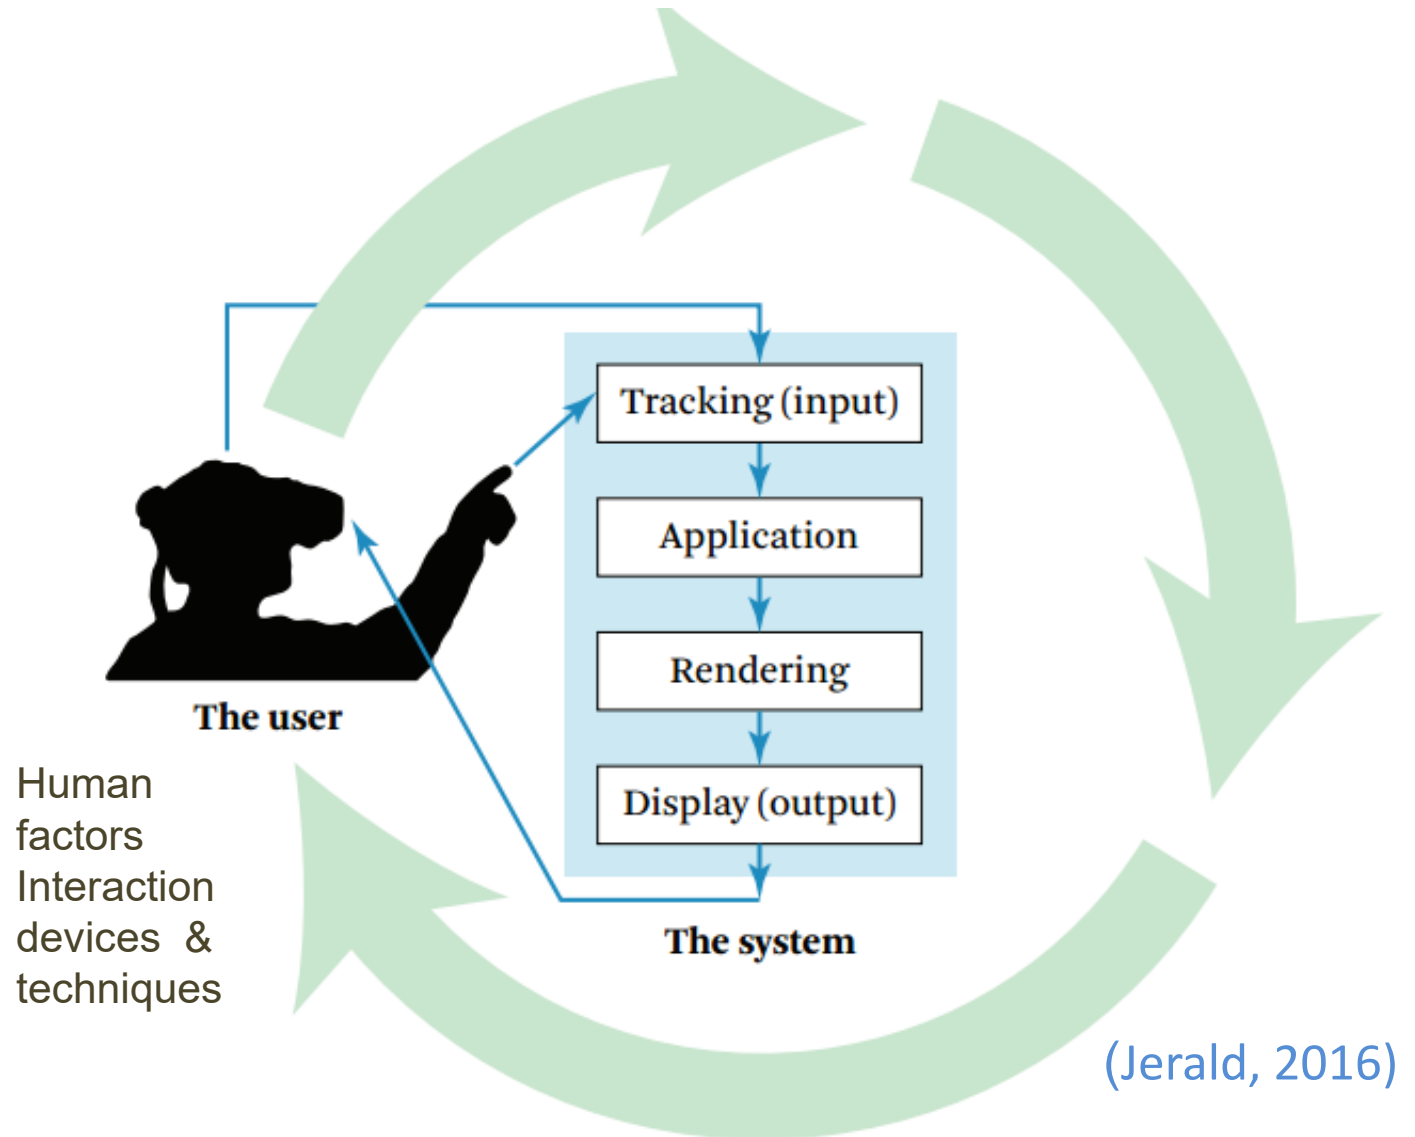 Tracking (input)
Application
Rendering
Display (output)
The user
The system
Human
factors
Interaction
devices & 
techniques
(Jerald, 2016)